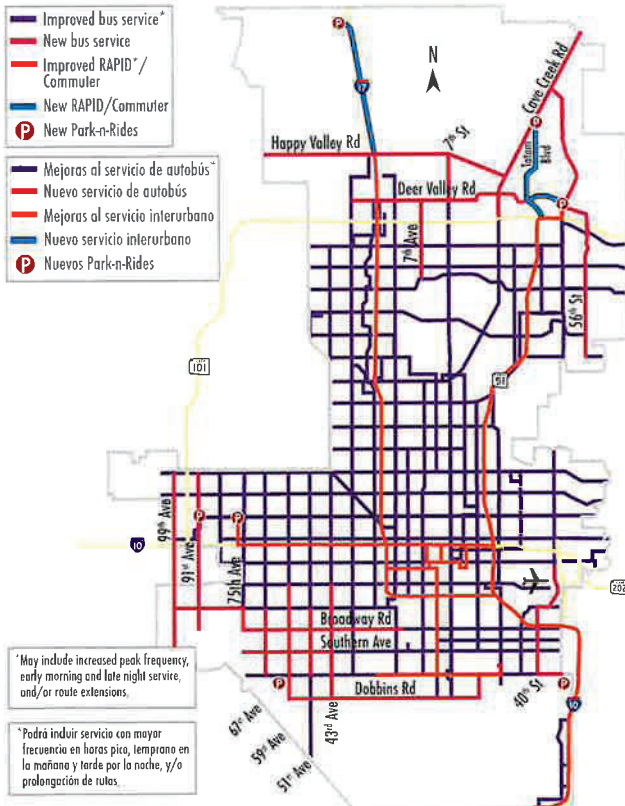 Improved bus service*
New bus service
Improved RAPID*/
Commuter
New RAPID/Commuter
P New Park-n-Rides
Mejoras al servicio de autobús*
Nuevo servicio de autobús
Mejoras al servicio interurbano
Nuevo servicio interurbano
P Nuevos Park-n-Rides
P
17
N
Cave Creek Rd
P
7th St
Happy Valley Rd
Tatum
Blvd
Deer Valley Rd
P
7th Ave
56th St
101
51
99th Ave
P
P
91st Ave
75th Ave
10
202
Broadway Rd
Southern Ave
P
Dobbins Rd
40th St
P
10
67th Ave
59th Ave
51st Ave
43rd Ave
*May include increased peak frequency,
early morning and late night service,
and/or route extensions.
*Podrá incluir servicio con mayor
frecuencia en horas pico, temprano en
la mañana y tarde por la noche, y/o
prolongación de rutas.